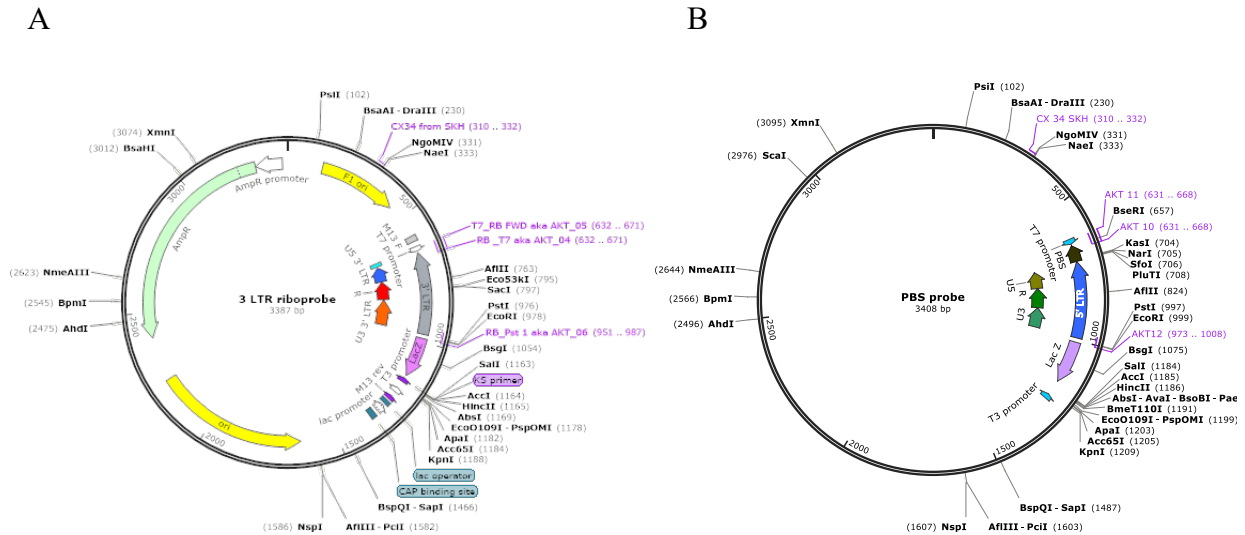 A
PsII (102)
BsaAI - DraIII (230)
CX34 from SKH (310 .. 332)
NgoMIV (331)
NaeI (333)
(3074) XmnI
(3012) BsaHI
AmpR promoter
F1 ori
500
3000
T7_RB FWD aka AKT_05 (632 .. 671)
RB _T7 aka AKT_04 (632 .. 671)
M13 F
T7 promoter
AmpR
U5 3' LTR
R
U3 3' LTR
3' LTR
AflII (763)
Eco53kI (795)
SacI (797)
PstI (976)
EcoRI (978)
RB_Pst 1 aka AKT_06 (951 .. 987)
1000
(2623) NmeAIII
(2545) BpmI
(2475) AhdI
2500
3 LTR riboprobe
3387 bp
LacZ
BsgI (1054)
SalI (1163)
KS primer
T3 promoter
M13 rev
lac promoter
AccI (1164)
HincII (1165)
AbsI (1169)
EcoO109I - PspOMI (1178)
ApaI (1182)
Acc65I (1184)
KpnI (1188)
ori
2000
1500
lac operator
CAP binding site
BspQI - SapI (1466)
(1586) NspI
AflIII - PciI (1582)
B
PsiI (102)
BsaAI - DraIII (230)
CX 34 SKH (310 .. 332)
NgoMIV (331)
NaeI (333)
(3095) XmnI
(2976) ScaI
3000
500
AKT 11 (631 .. 668)
BseRI (657)
AKT 10 (631 .. 668)
KasI (704)
NarI (705)
SfoI (706)
PluTI (708)
AflII (824)
PstI (997)
EcoRI (999)
AKT12 (973 .. 1008)
1000
T7 promoter
PBS
U5
R
U3
5' LTR
(2644) NmeAIII
(2566) BpmI
(2496) AhdI
2500
PBS probe
3408 bp
Lac Z
T3 promoter
BsgI (1075)
SalI (1184)
AccI (1185)
HincII (1186)
AbsI - AvaI - BsoBI - Pae
BmeT110I (1191)
EcoO109I - PspOMI (1199)
ApaI (1203)
Acc65I (1205)
KpnI (1209)
2000
1500
BspQI - SapI (1487)
(1607) NspI
AflIII - PciI (1603)